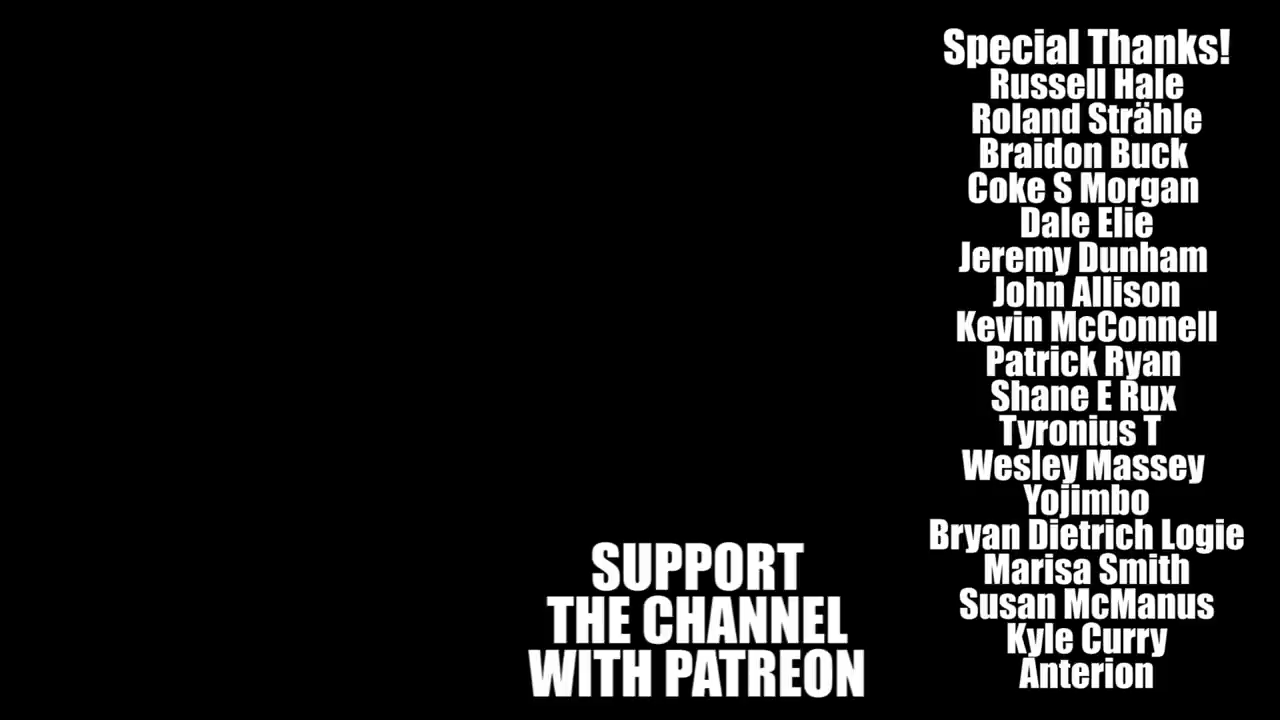 Special Thanks!
Russell Hale
Roland Strähle
Braidon Buck
Coke S Morgan
Dale Elie
Jeremy Dunham
John Allison
Kevin McConnell
Patrick Ryan
Shane E Rux
Tyronius T
Wesley Massey
Yojimbo
Bryan Dietrich Logie
Marisa Smith
Susan McManus
Kyle Curry
Anterion
SUPPORT
THE CHANNEL
WITH PATREON